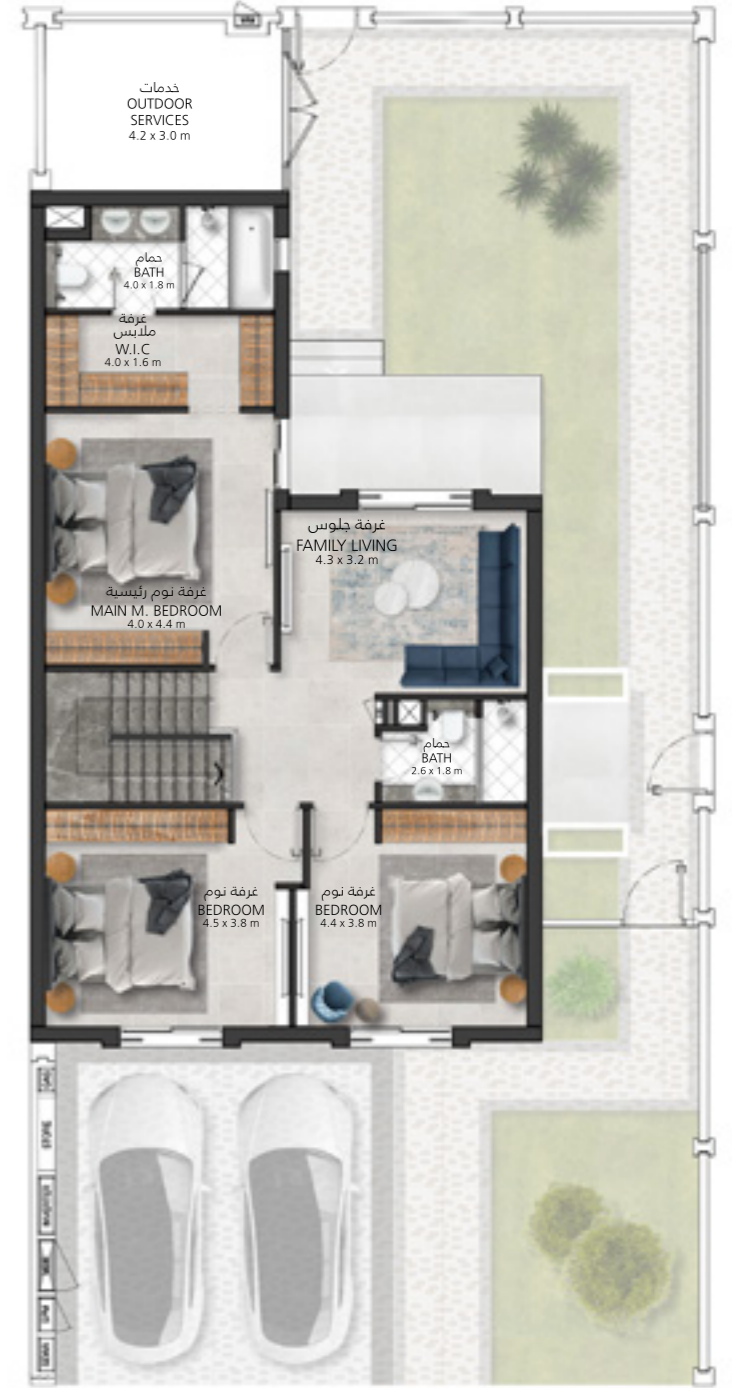 خدمات
OUTDOOR
SERVICES
4.2 x 3.0 m
حمام
BATH
4.0 x 1.8 m
غرفة
ملابس
W.I.C
4.0 x 1.6 m
غرفة جلوس
FAMILY LIVING
4.3 x 3.2 m
غرفة نوم رئيسية
MAIN M. BEDROOM
4.0 x 4.4 m
حمام
BATH
2.6 x 1.8 m
غرفة نوم
BEDROOM
4.5 x 3.8 m
غرفة نوم
BEDROOM
4.4 x 3.8 m